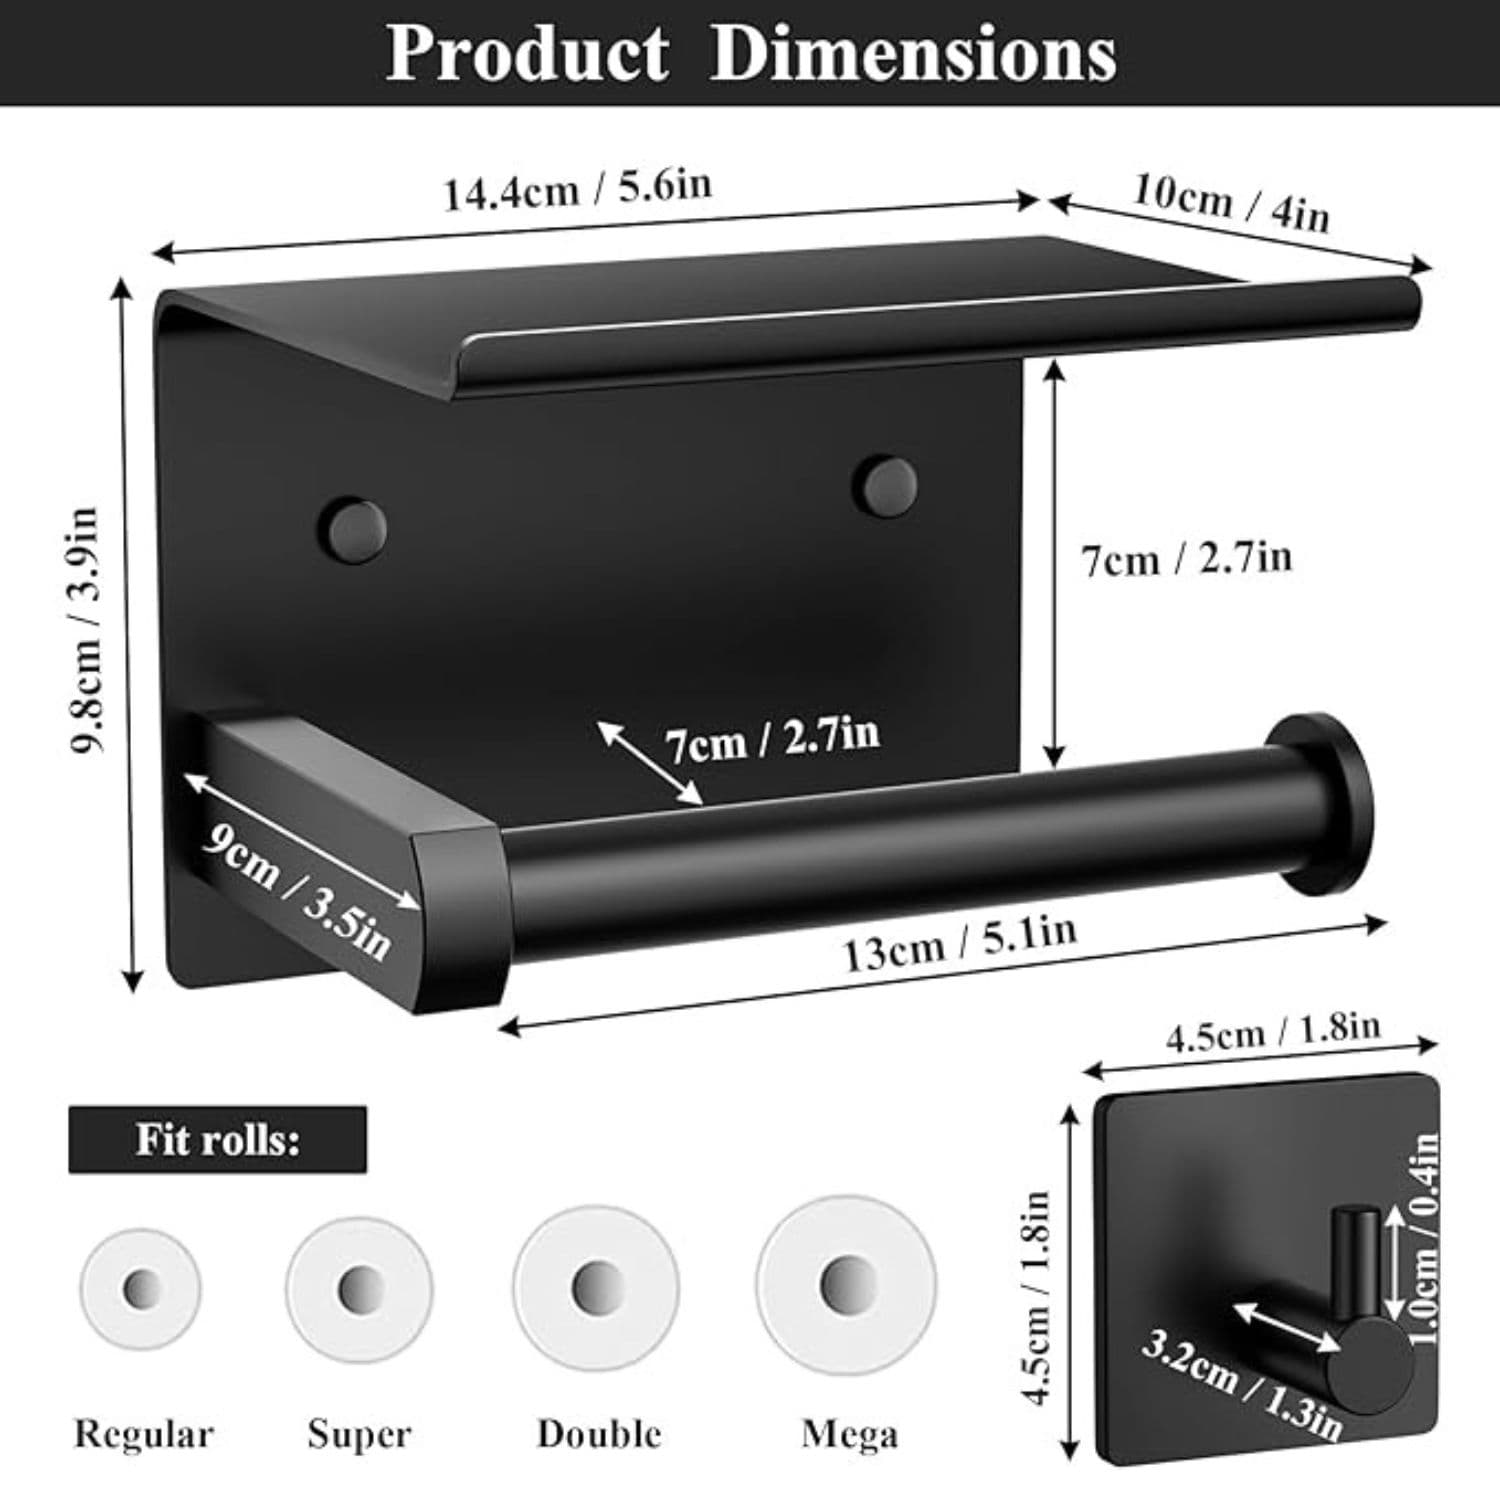 Product Dimensions
14.4cm / 5.6in
10cm / 4in
9.8cm / 3.9in
7cm / 2.7in
7cm / 2.7in
9cm / 3.5in
13cm / 5.1in
Fit rolls:
Regular
Super
Double
Mega
4.5cm / 1.8in
4.5cm / 1.8in
1.0cm / 0.4in
3.2cm / 1.3in